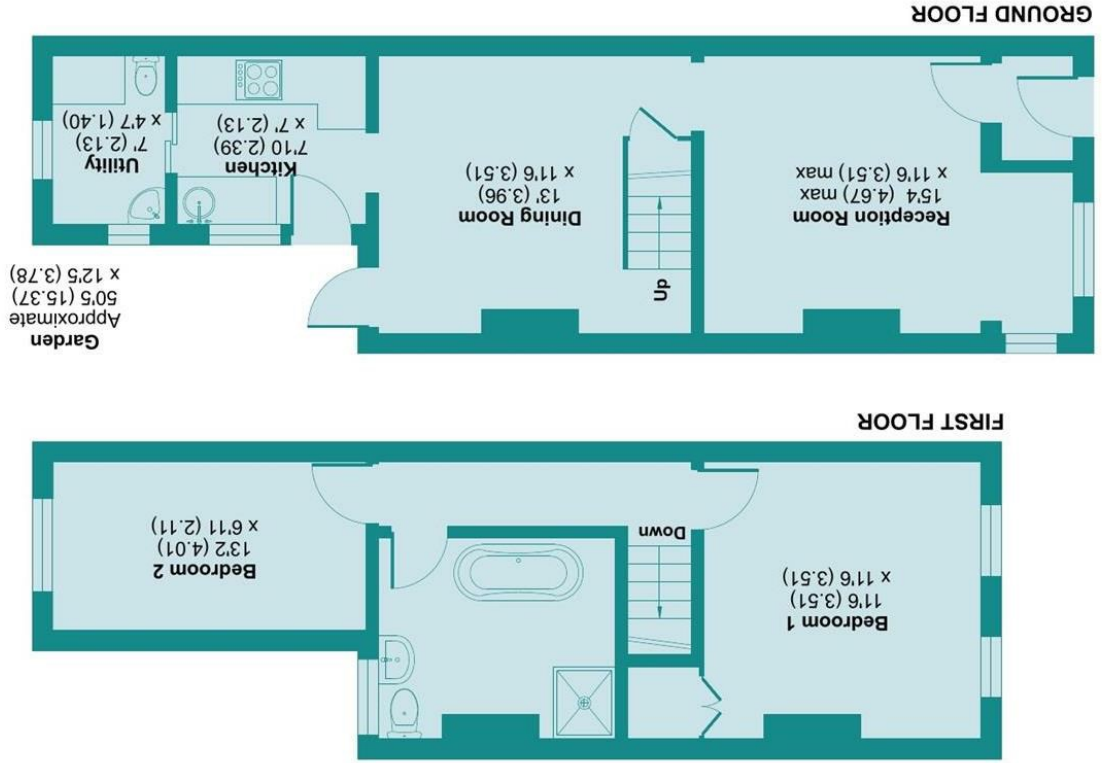 FIRST FLOOR
Bedroom 1
11'6 (3.51)
x 11'6 (3.51)
Down
Bedroom 2
13'2 (4.01)
x 6'11 (2.11)
Garden
Approximate
50'5 (15.37)
x 12'5 (3.78)
Reception Room
15'4 (4.67) max
x 11'6 (3.51) max
Up
Dining Room
13' (3.96)
x 11'6 (3.51)
Kitchen
7'10 (2.39)
x 7' (2.13)
Utility
7' (2.13)
x 4'7 (1.40)
GROUND FLOOR